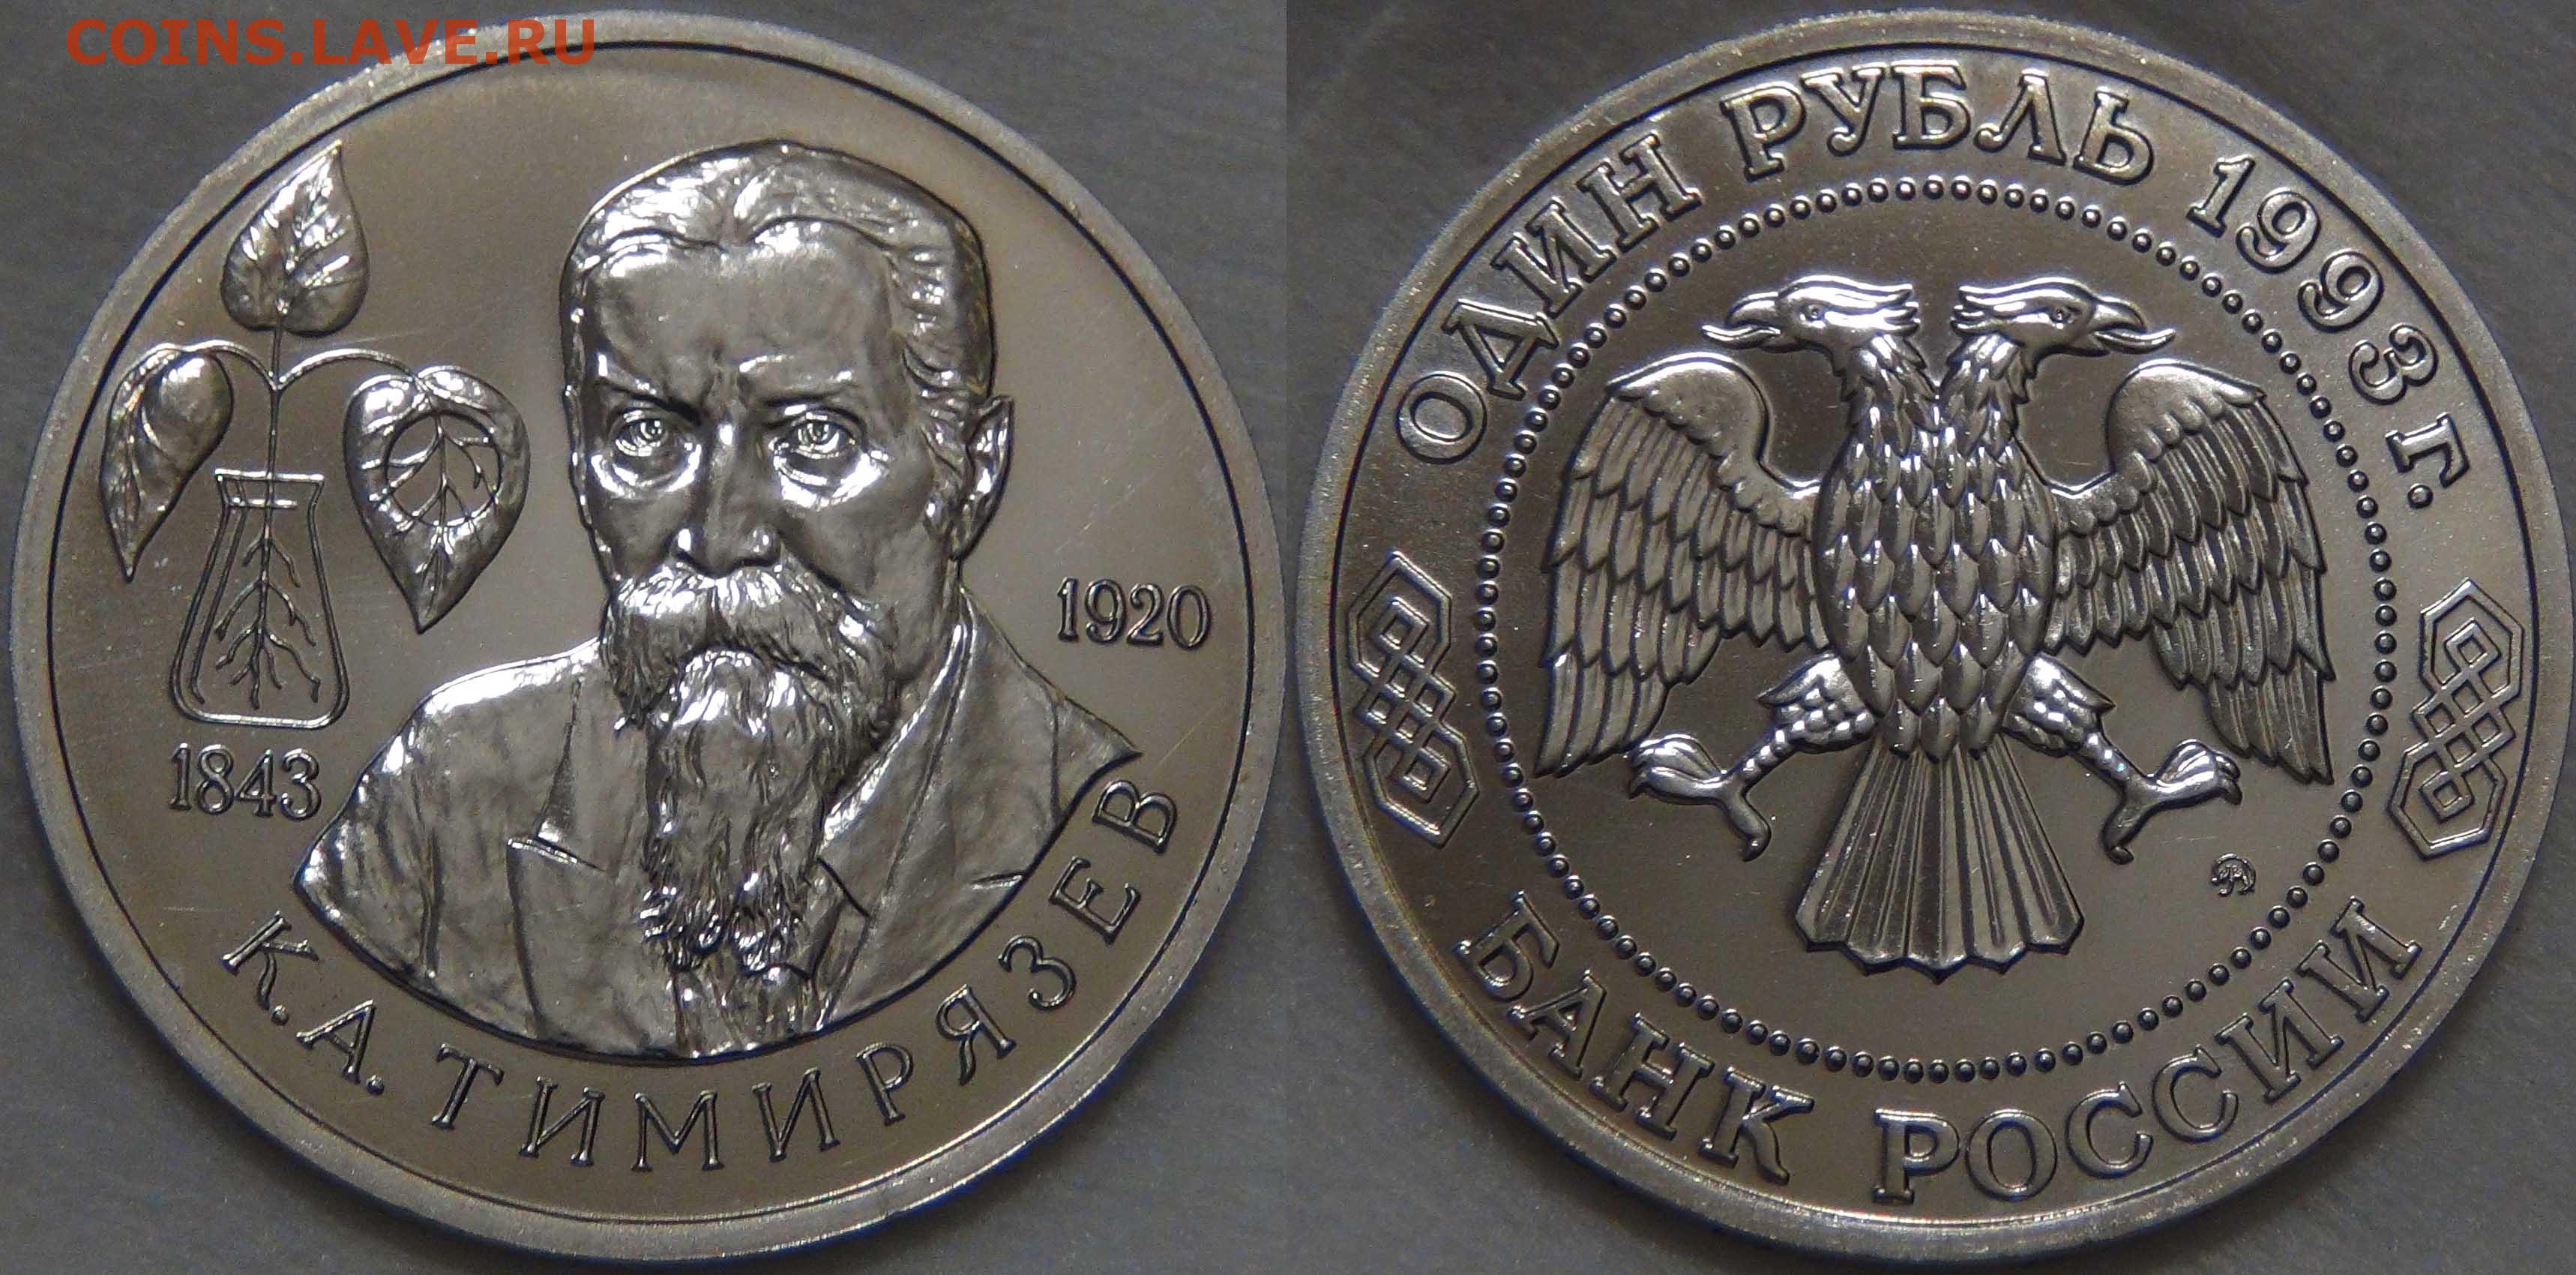 COINS.LAVE.RU
1843
1920
К. А. ТИМИРЯЗЕВ
ОДИН РУБЛЬ 1993 г.
БАНК РОССИИ